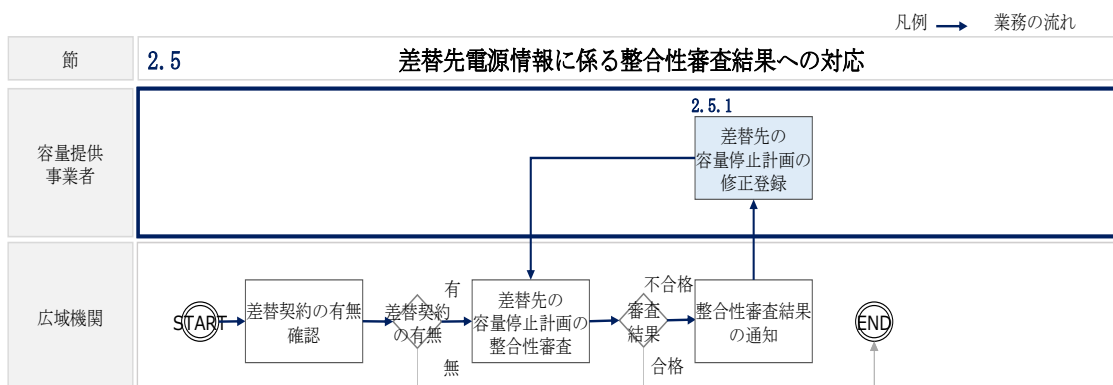 凡例 業務の流れ
節
2.5 差替先電源情報に係る整合性審査結果への対応
容量提供
事業者
2.5.1
差替先の
容量停止計画の
修正登録
広域機関
START
差替契約の有無
確認
差替契約
の有無
有
無
差替先の
容量停止計画の
整合性審査
審査
結果
不合格
合格
整合性審査結果
の通知
END